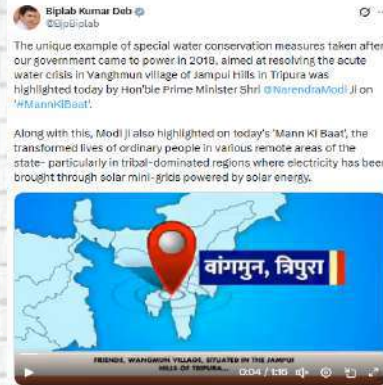 Biplab Kumar Deb
@BjpBiplab
The unique example of special water conservation measures taken after
our government came to power in 2018, aimed at resolving the acute
water crisis in Vanghmun village of Jampui Hills in Tripura was
highlighted today by Hon'ble Prime Minister Shri @NarendraModi Ji on
'#MannKiBaat'.
Along with this, Modi ji also highlighted on today's 'Mann Ki Baat', the
transformed lives of ordinary people in various remote areas of the
state- particularly in tribal-dominated regions where electricity has been
brought through solar mini-grids powered by solar energy.
वांगमुन, त्रिपुरा
FRIENDS, WANGMUN VILLAGE, SITUATED IN THE JAMPUI
HILLS OF TRIPURA...
0:04 / 1:15